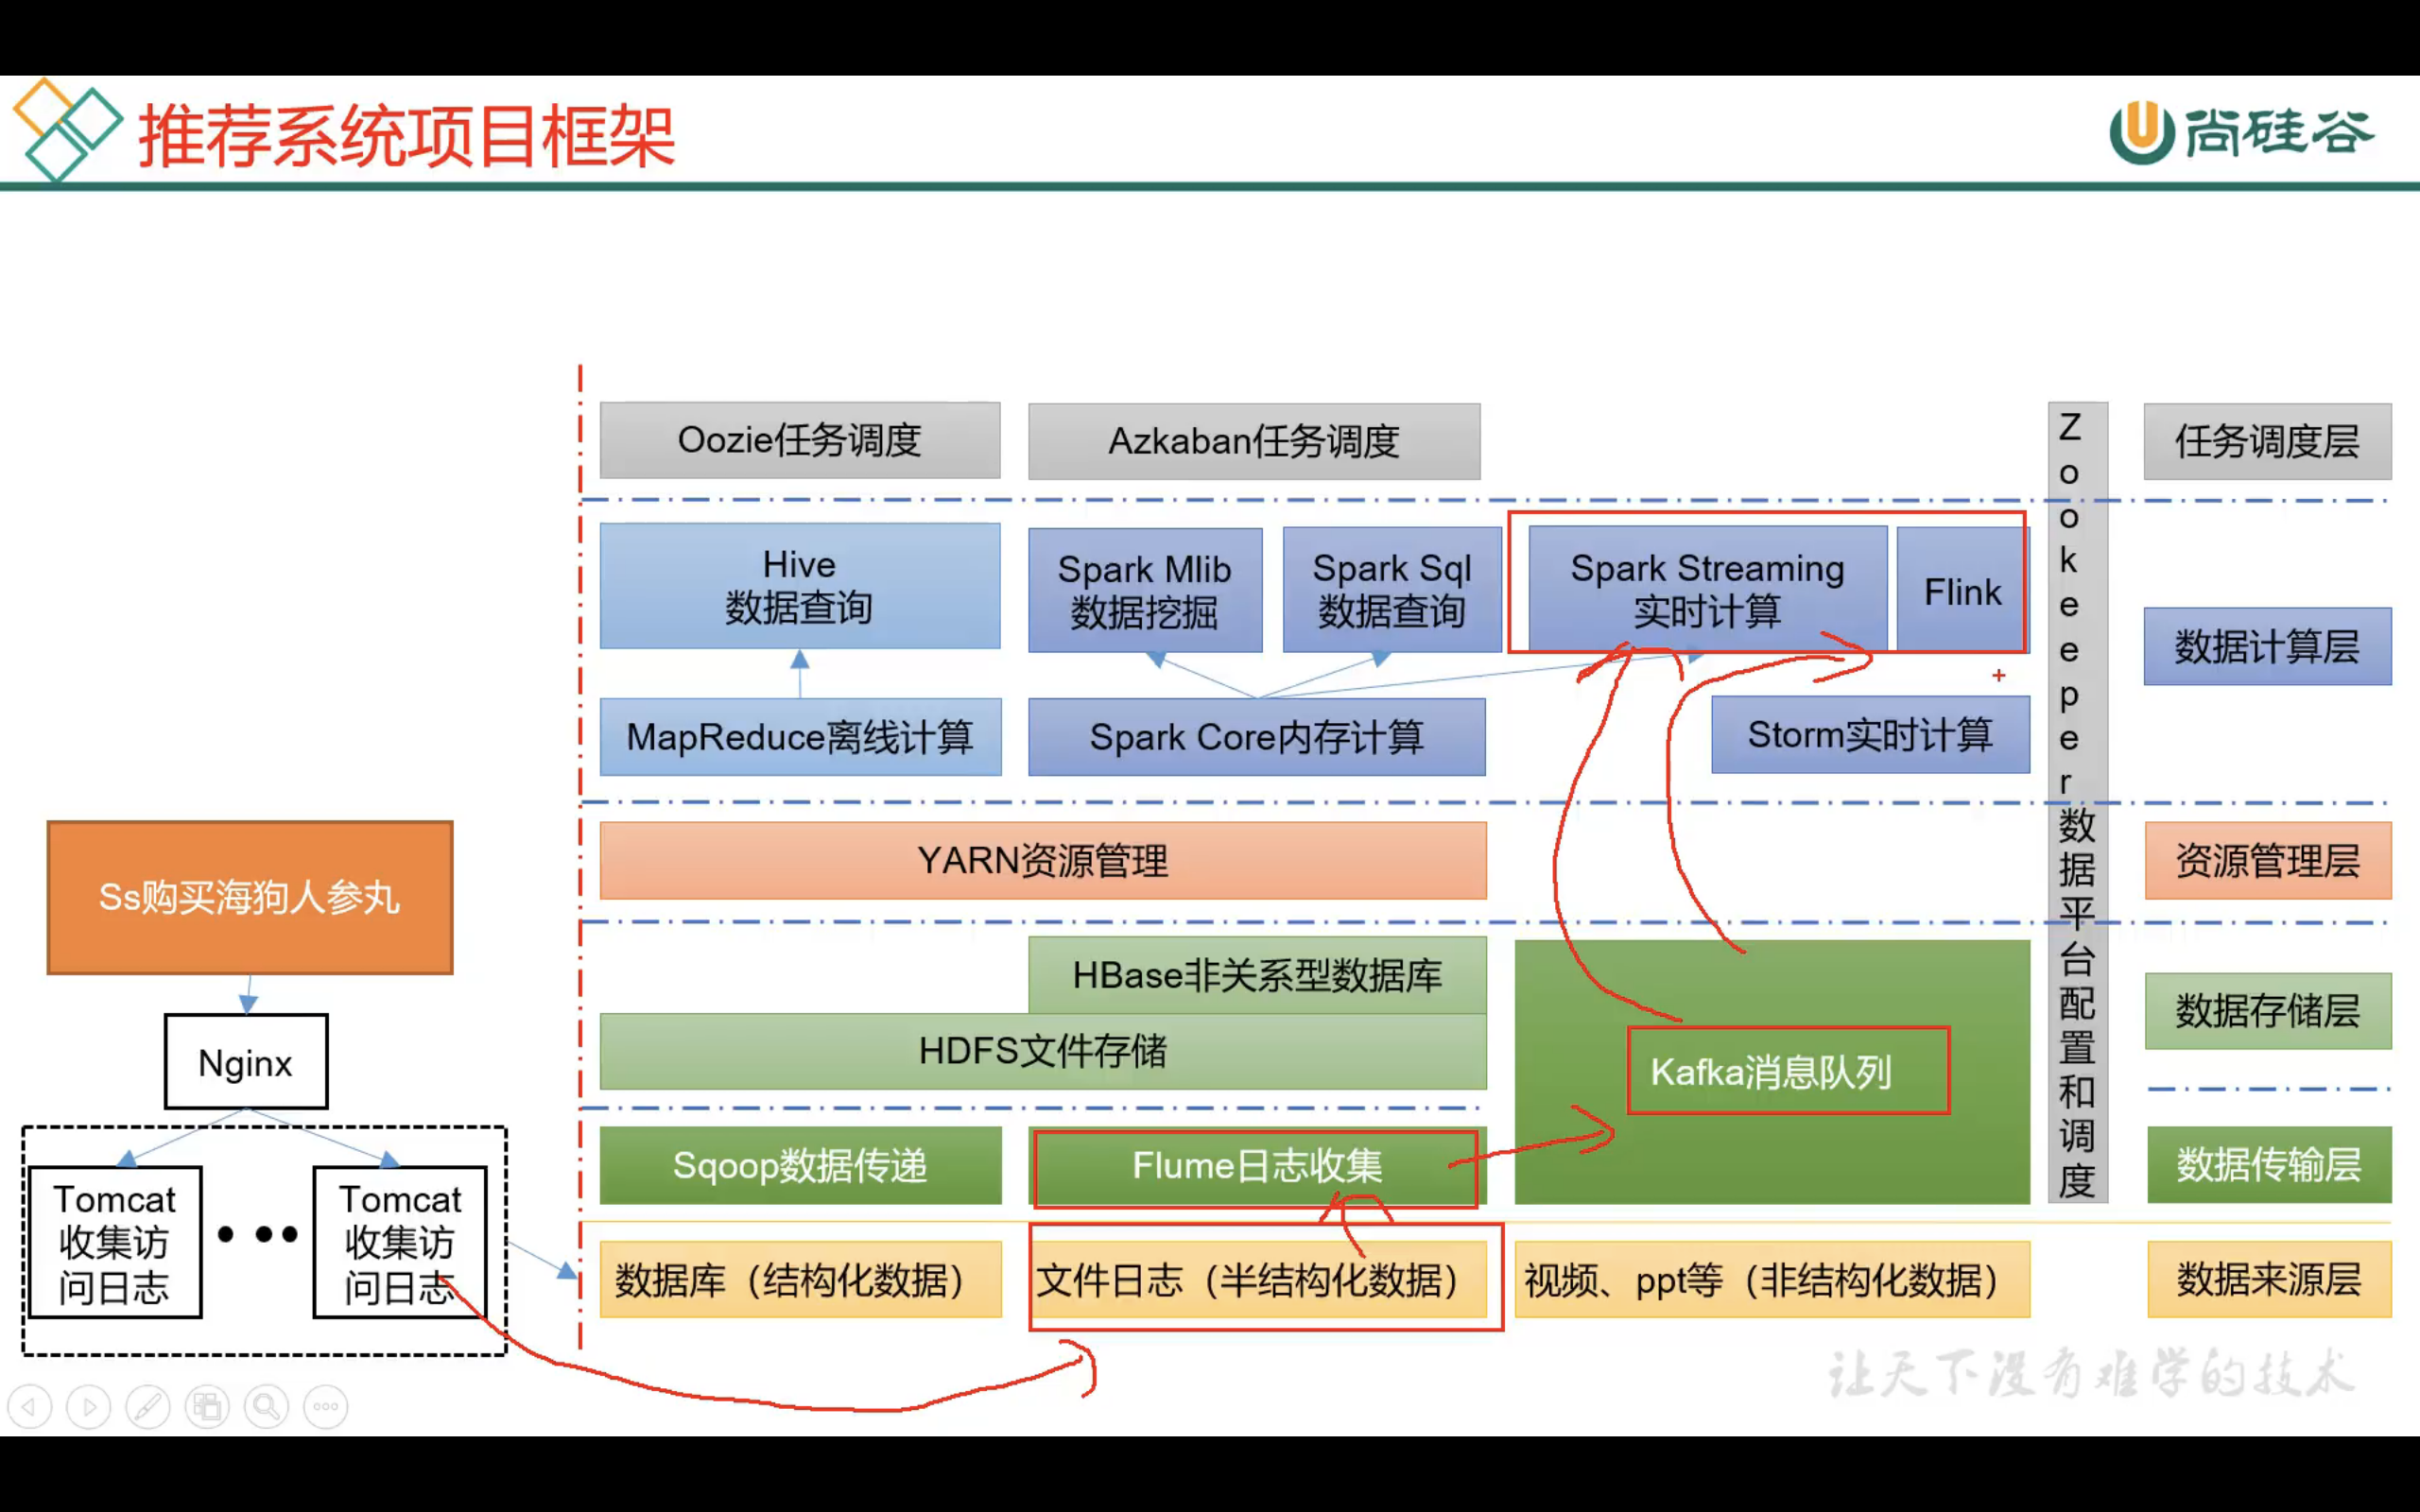 推荐系统项目框架
尚硅谷
Oozie任务调度
Azkaban任务调度
任务调度层
Hive
数据查询
Spark Mlib
数据挖掘
Spark Sql
数据查询
Spark Streaming
实时计算
Flink
数据计算层
MapReduce离线计算
Spark Core内存计算
Storm实时计算
Zookeeper数据平台配置和调度
YARN资源管理
资源管理层
Ss购买海狗人参丸
Nginx
Tomcat
收集访
问日志
Tomcat
收集访
问日志
HBase非关系型数据库
HDFS文件存储
Kafka消息队列
数据存储层
Sqoop数据传递
Flume日志收集
数据传输层
数据库（结构化数据）
文件日志（半结构化数据）
视频、ppt等（非结构化数据）
数据来源层
让天下没有难学的技术